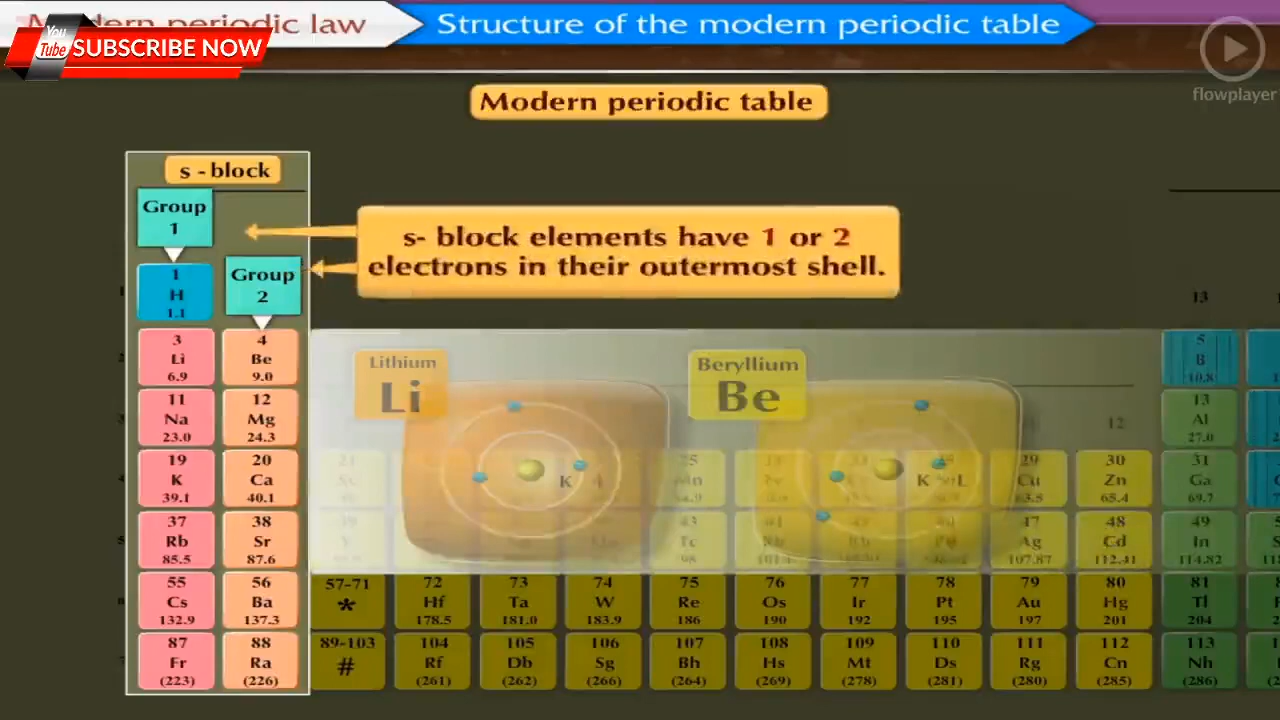 Modern periodic law
Structure of the modern periodic table
You
Tube
SUBSCRIBE NOW
flowplayer
Modern periodic table
s - block
Group
1
s- block elements have 1 or 2
electrons in their outermost shell.
Group
2
1
H
1.1
13
3
Li
6.9
4
Be
9.0
Lithium
Li
Beryllium
Be
5
B
10.8
11
Na
23.0
12
Mg
24.3
12
13
Al
27.0
19
K
39.1
20
Ca
40.1
K
K
L
29
Cu
63.5
30
Zn
65.4
31
Ga
69.7
37
Rb
85.5
38
Sr
87.6
43
Tc
98
47
Ag
107.87
48
Cd
112.41
49
In
114.82
55
Cs
132.9
56
Ba
137.3
57-71
*
72
Hf
178.5
73
Ta
181.0
74
W
183.9
75
Re
186
76
Os
190
77
Ir
192
78
Pt
195
79
Au
197
80
Hg
201
81
Tl
204
87
Fr
(223)
88
Ra
(226)
89-103
#
104
Rf
(261)
105
Db
(262)
106
Sg
(266)
107
Bh
(264)
108
Hs
(269)
109
Mt
(278)
110
Ds
(281)
111
Rg
(280)
112
Cn
(285)
113
Nh
(286)